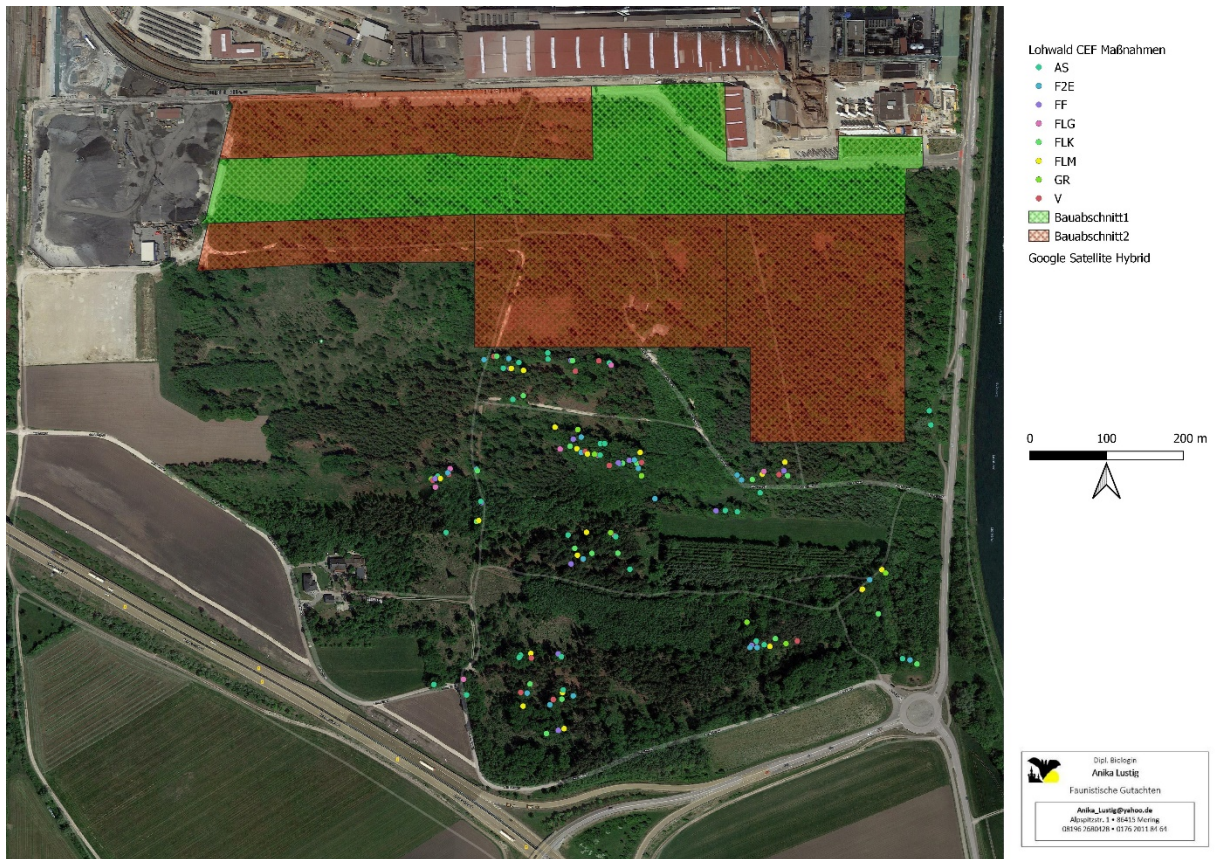 Lohwald CEF Maßnahmen
AS
F2E
FF
FLG
FLK
FLM
GR
V
Bauabschnitt1
Bauabschnitt2
Google Satellite Hybrid
0 100 200 m
Dipl. Biologin
Anika Lustig
Faunistische Gutachten
Anika_Lustig@yahoo.de
Alpspitzstr. 1 • 86415 Mering
08196 2680428 • 0176 2011 84 64